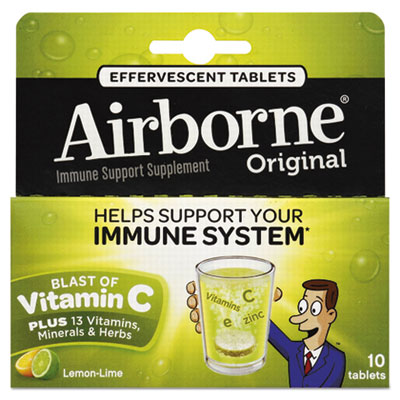 EFFERVESCENT TABLETS
Airborne®
Original
Immune Support Supplement
HELPS SUPPORT YOUR
IMMUNE SYSTEM*
BLAST OF
Vitamin C
PLUS 13 Vitamins,
Minerals & Herbs
Vitamins C
e zinc
Lemon-Lime
10
tablets